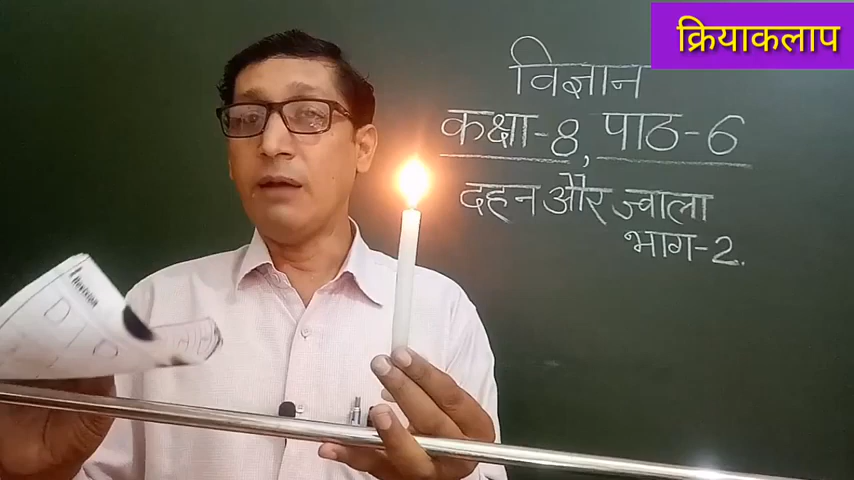 क्रियाकलाप
विज्ञान
कक्षा-8, पाठ-6
दहन और ज्वाला
भाग-2.